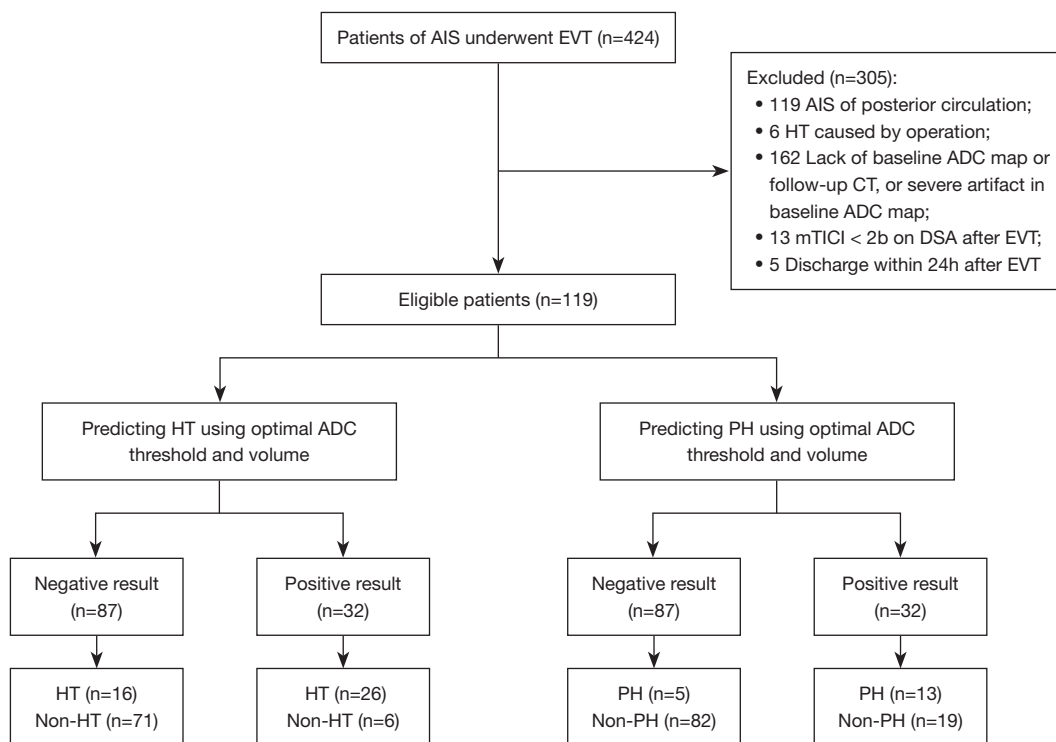 Patients of AIS underwent EVT (n=424)
Excluded (n=305):
• 119 AIS of posterior circulation;
• 6 HT caused by operation;
• 162 Lack of baseline ADC map or
follow-up CT, or severe artifact in
baseline ADC map;
• 13 mTICI < 2b on DSA after EVT;
• 5 Discharge within 24h after EVT
Eligible patients (n=119)
Predicting HT using optimal ADC
threshold and volume
Predicting PH using optimal ADC
threshold and volume
Negative result
(n=87)
Positive result
(n=32)
Negative result
(n=87)
Positive result
(n=32)
HT (n=16)
Non-HT (n=71)
HT (n=26)
Non-HT (n=6)
PH (n=5)
Non-PH (n=82)
PH (n=13)
Non-PH (n=19)